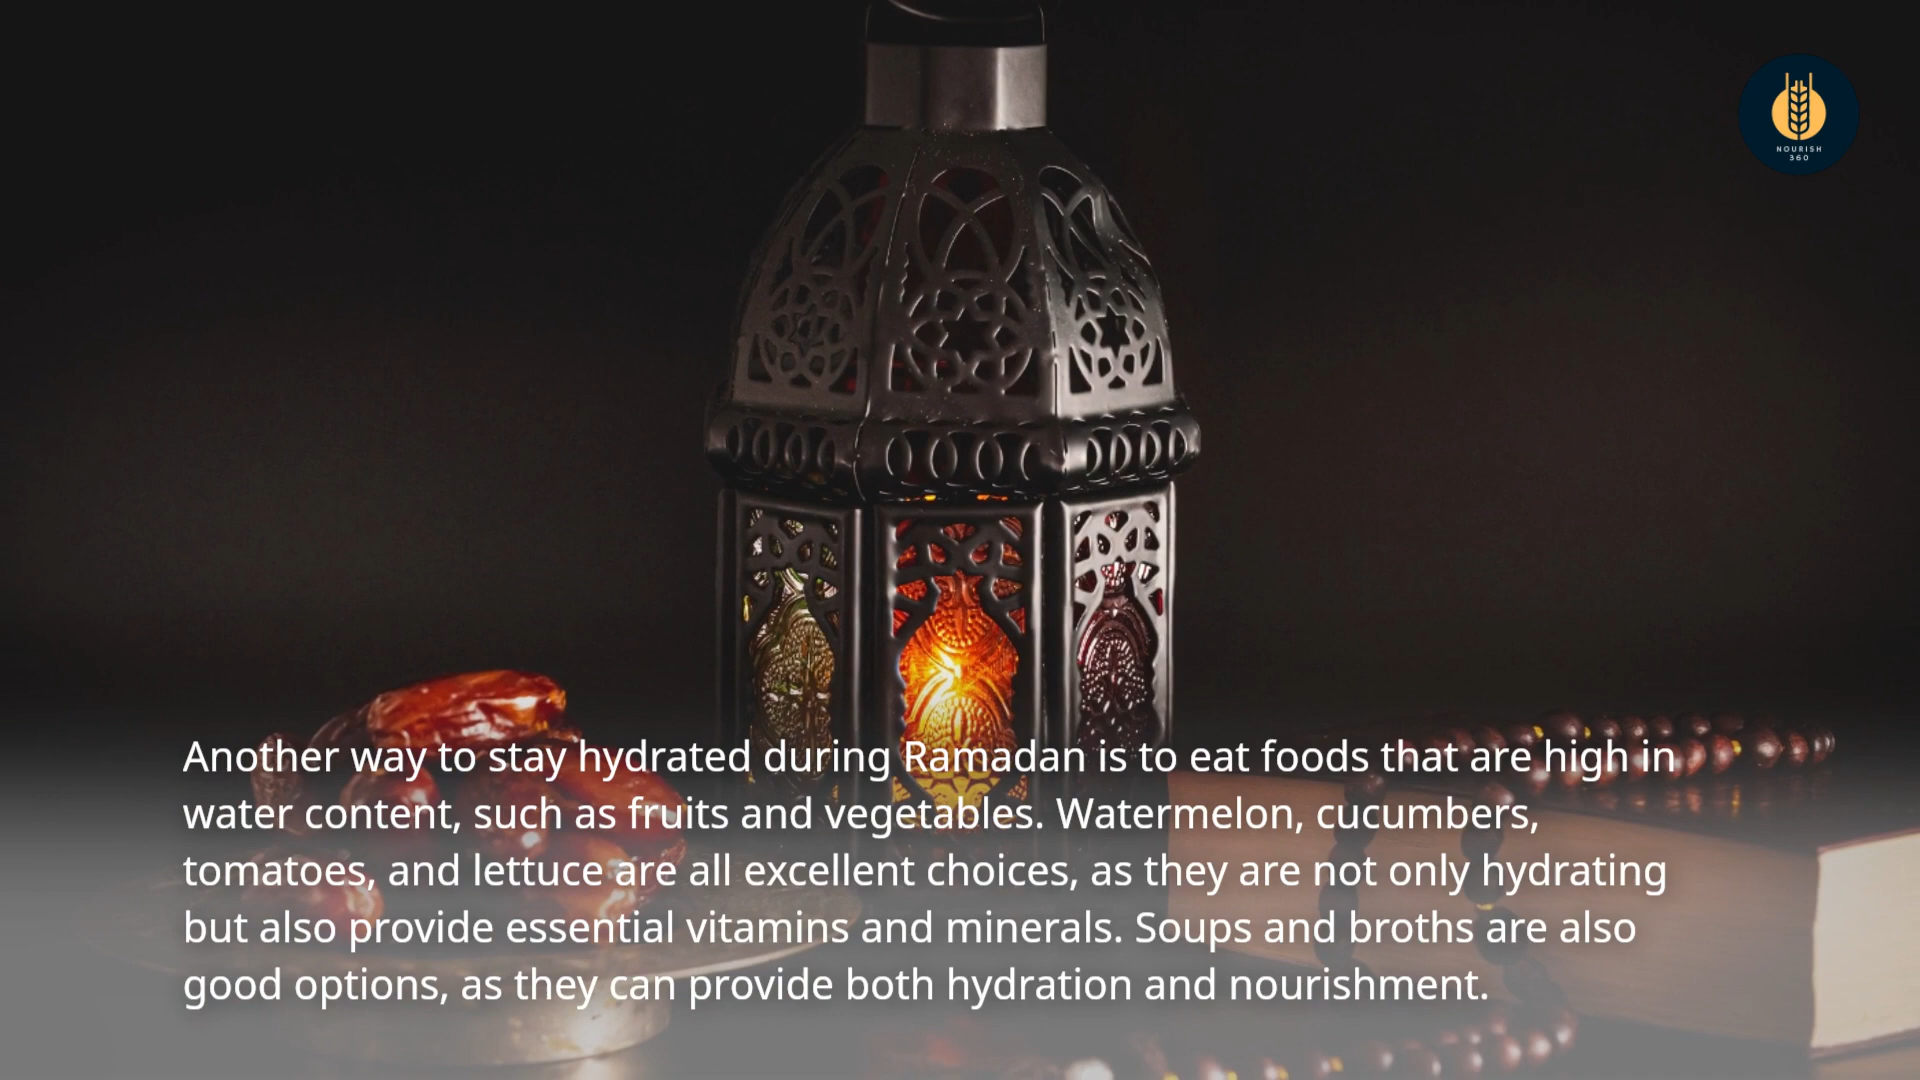 NOURISH
360
Another way to stay hydrated during Ramadan is to eat foods that are high in
water content, such as fruits and vegetables. Watermelon, cucumbers,
tomatoes, and lettuce are all excellent choices, as they are not only hydrating
but also provide essential vitamins and minerals. Soups and broths are also
good options, as they can provide both hydration and nourishment.